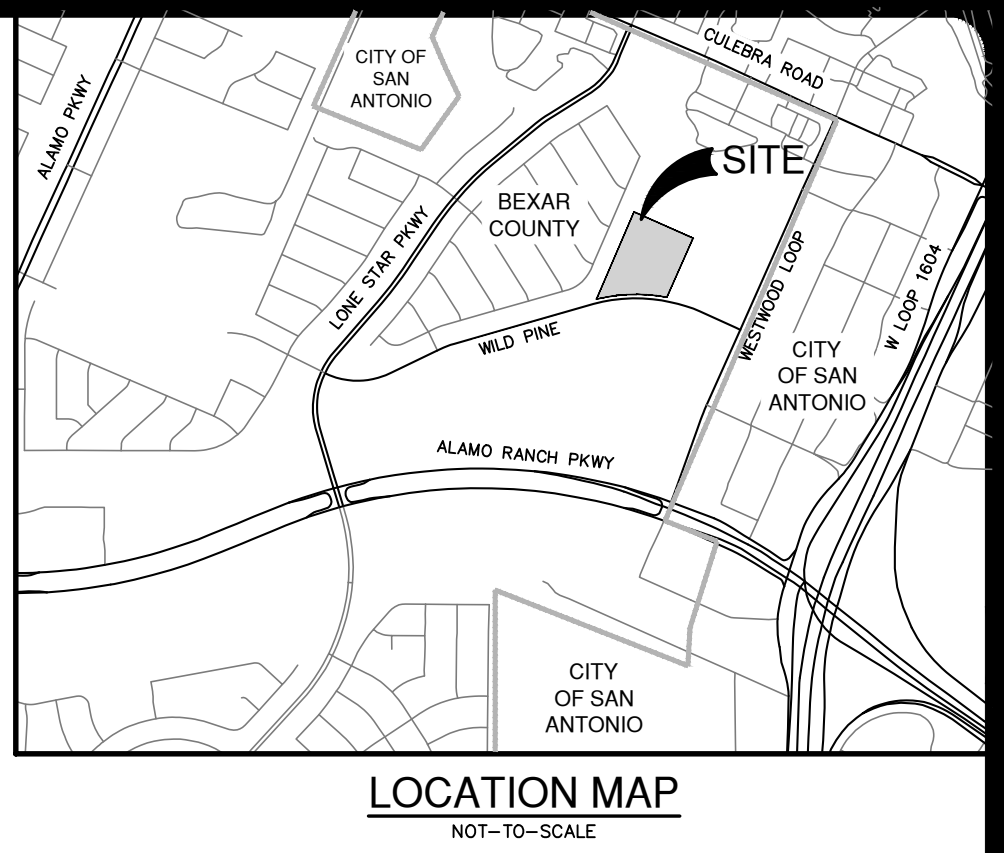 CULEBRA ROAD
CITY OF
SAN
ANTONIO
ALAMO PKWY
SITE
BEXAR
COUNTY
LONE STAR PKWY
WESTWOOD LOOP
W LOOP 1604
WILD PINE
CITY
OF SAN
ANTONIO
ALAMO RANCH PKWY
CITY
OF SAN
ANTONIO
LOCATION MAP
NOT-TO-SCALE